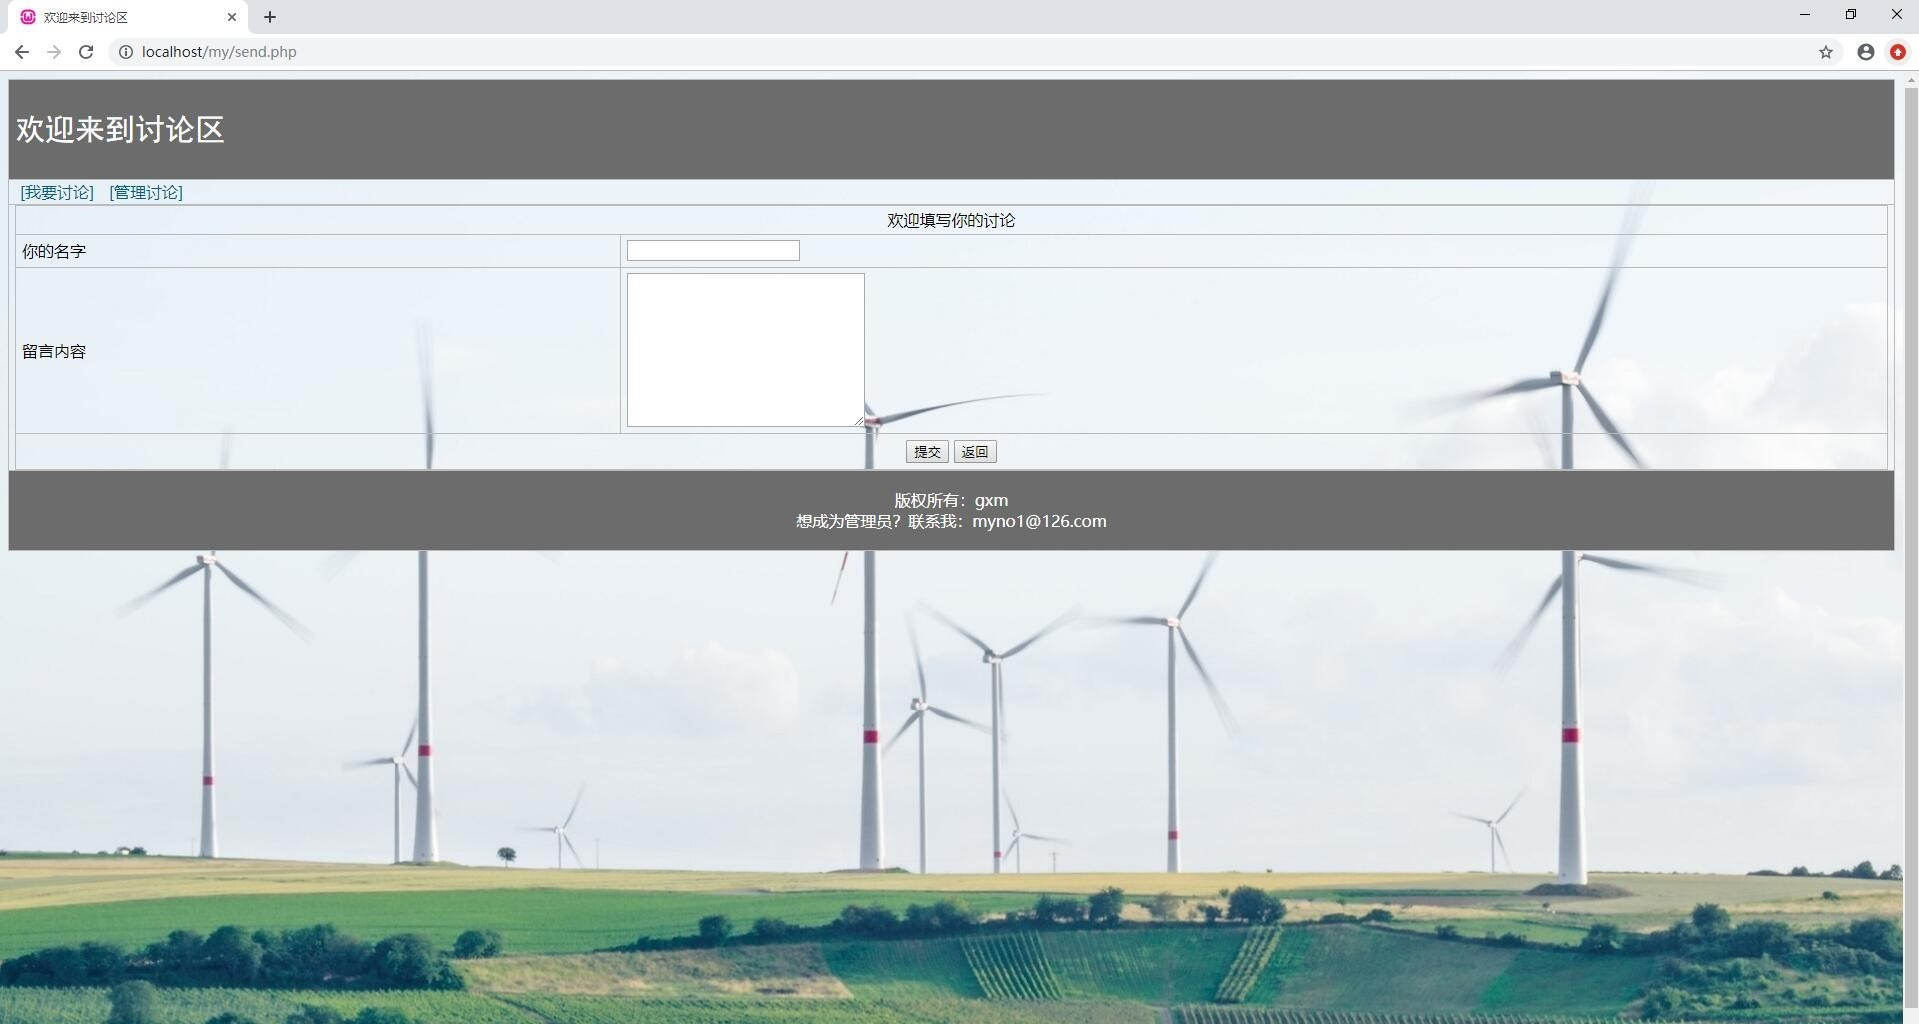 欢迎来到讨论区
localhost/my/send.php
欢迎来到讨论区
[我要讨论] [管理讨论]
欢迎填写你的讨论
你的名字
留言内容
提交 返回
版权所有：gxm
想成为管理员？联系我：myno1@126.com